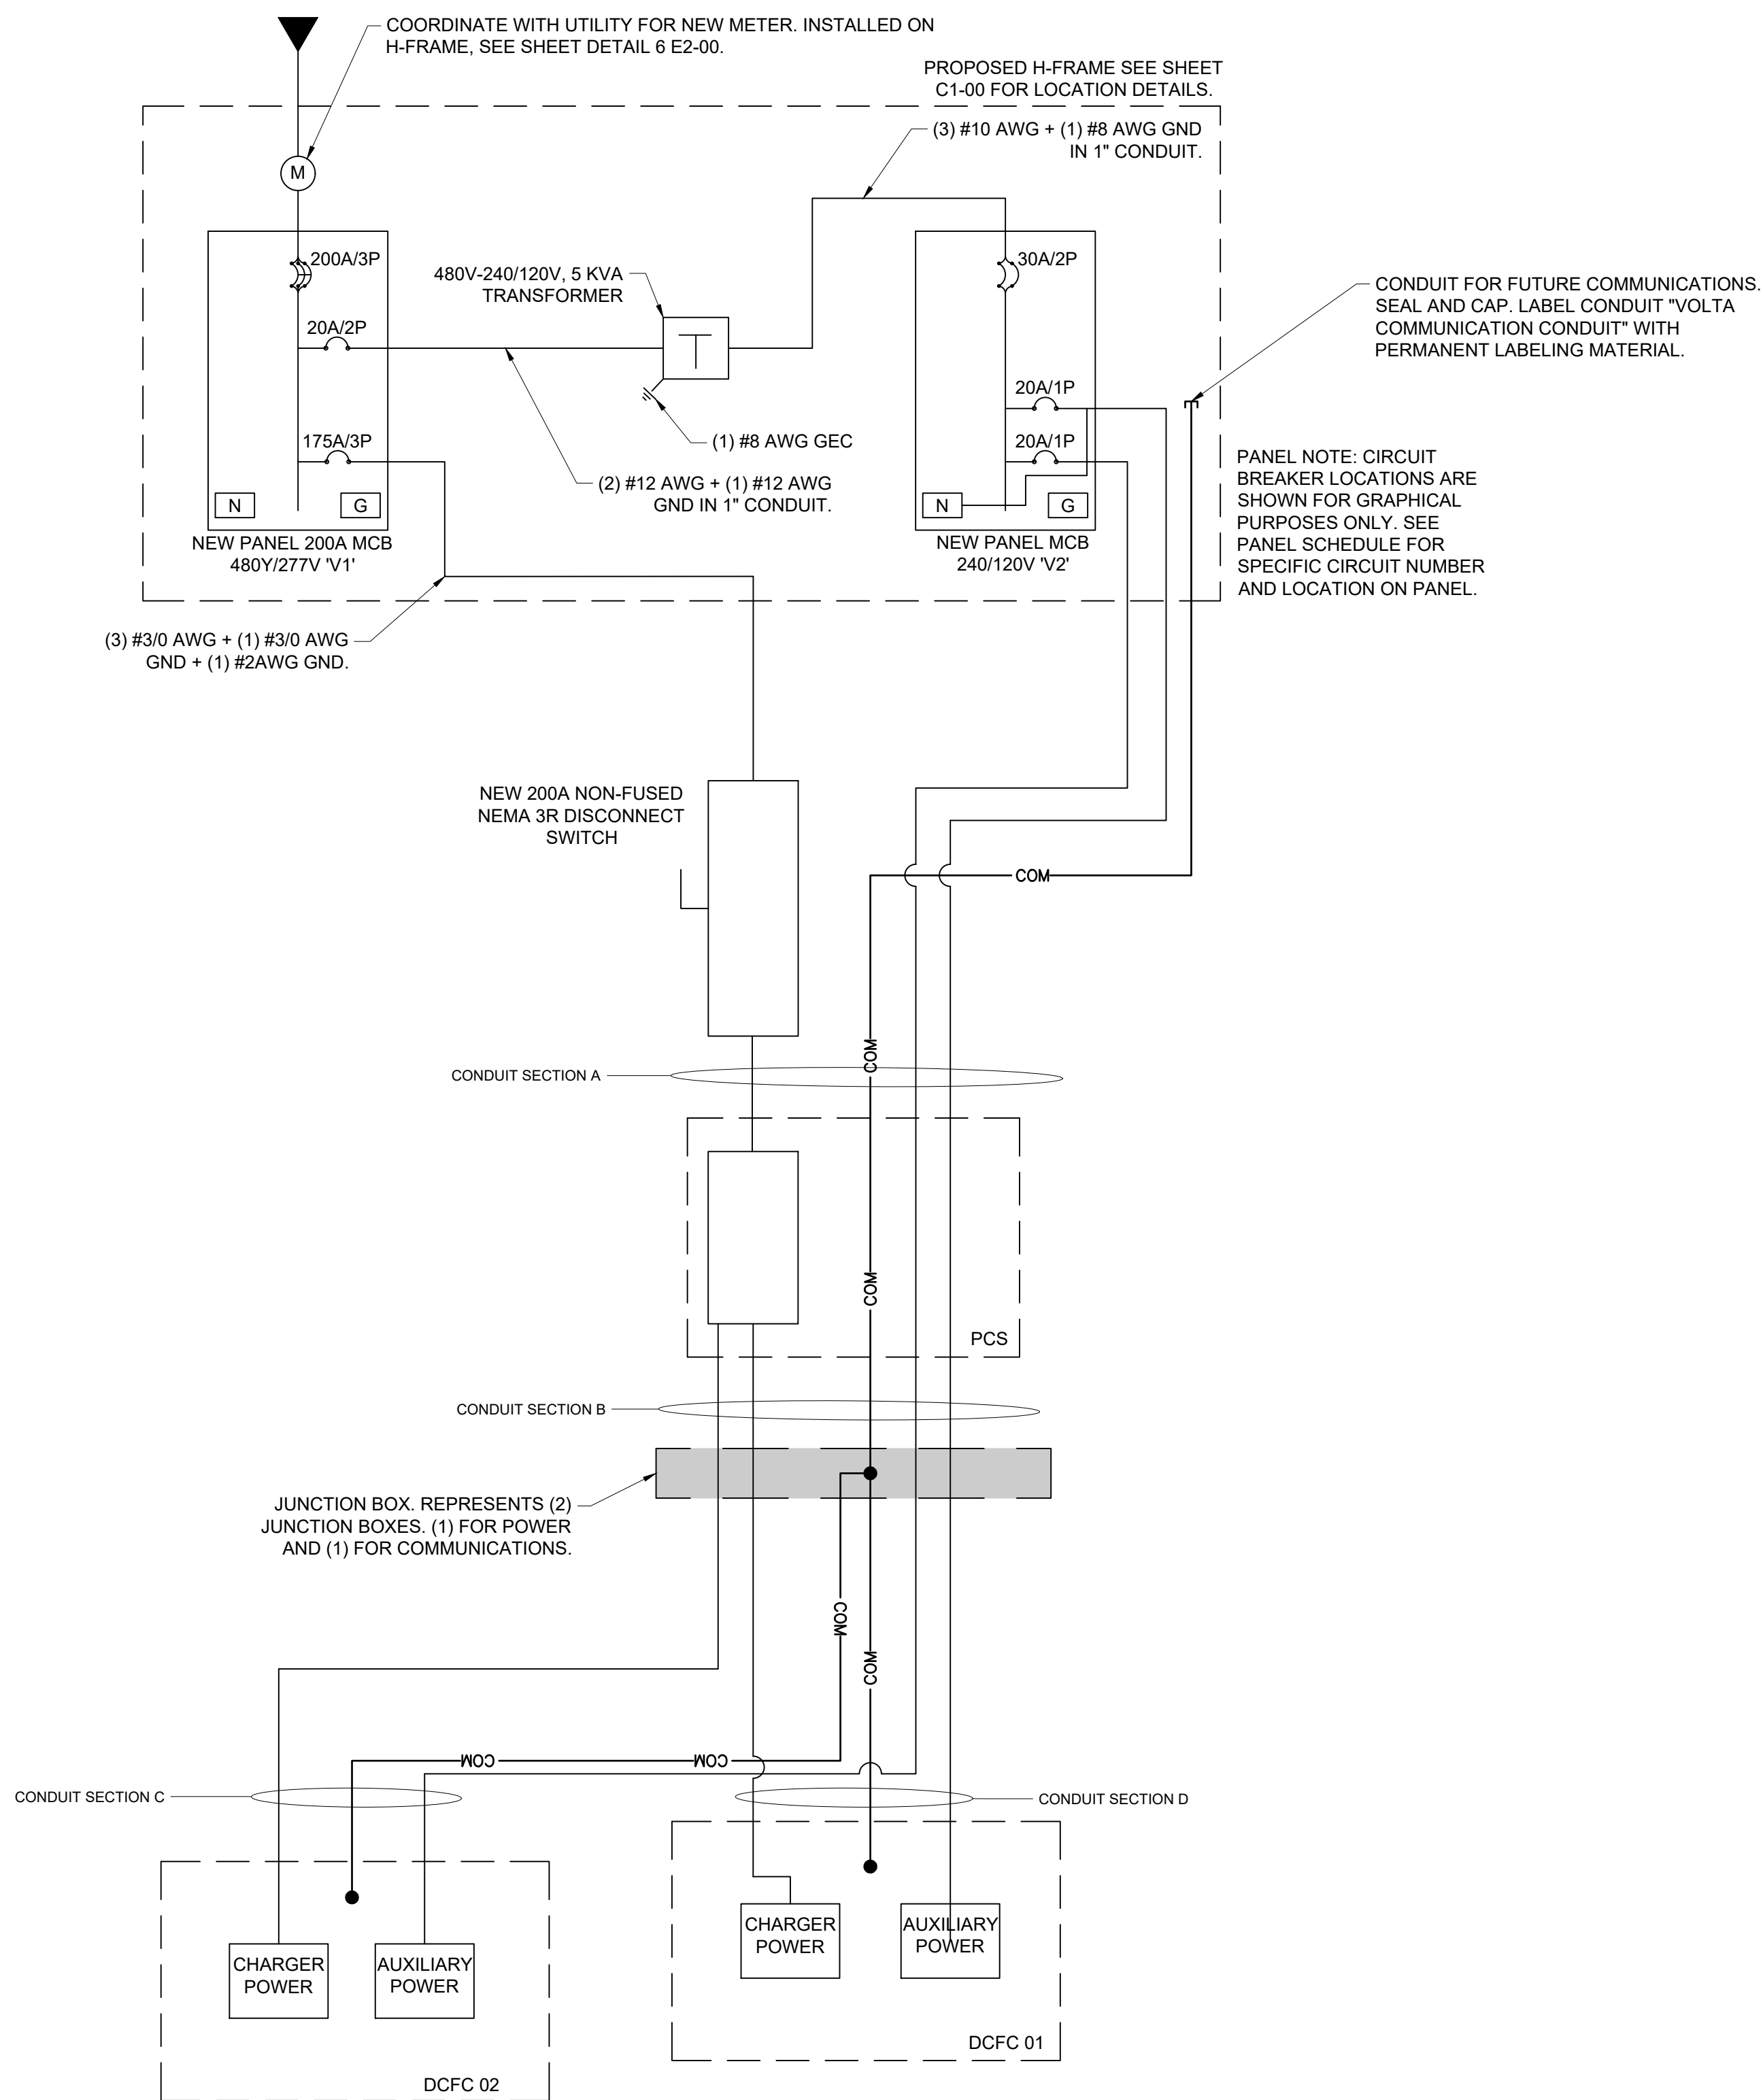 COORDINATE WITH UTILITY FOR NEW METER. INSTALLED ON
H-FRAME, SEE SHEET DETAIL 6 E2-00.
PROPOSED H-FRAME SEE SHEET
C1-00 FOR LOCATION DETAILS.
(3) #10 AWG + (1) #8 AWG GND
IN 1" CONDUIT.
M
200A/3P
480V-240/120V, 5 KVA
TRANSFORMER
30A/2P
CONDUIT FOR FUTURE COMMUNICATIONS.
SEAL AND CAP. LABEL CONDUIT "VOLTA
COMMUNICATION CONDUIT" WITH
PERMANENT LABELING MATERIAL.
20A/2P
T
20A/1P
175A/3P
(1) #8 AWG GEC
20A/1P
(2) #12 AWG + (1) #12 AWG
GND IN 1" CONDUIT.
PANEL NOTE: CIRCUIT
BREAKER LOCATIONS ARE
SHOWN FOR GRAPHICAL
PURPOSES ONLY. SEE
PANEL SCHEDULE FOR
SPECIFIC CIRCUIT NUMBER
AND LOCATION ON PANEL.
N
G
N
G
NEW PANEL 200A MCB
480Y/277V 'V1'
NEW PANEL MCB
240/120V 'V2'
(3) #3/0 AWG + (1) #3/0 AWG
GND + (1) #2AWG GND.
NEW 200A NON-FUSED
NEMA 3R DISCONNECT
SWITCH
COM
COM
CONDUIT SECTION A
COM
PCS
CONDUIT SECTION B
JUNCTION BOX. REPRESENTS (2)
JUNCTION BOXES. (1) FOR POWER
AND (1) FOR COMMUNICATIONS.
COM
COM
COM
COM
CONDUIT SECTION C
CONDUIT SECTION D
CHARGER
POWER
AUXILIARY
POWER
DCFC 01
CHARGER
POWER
AUXILIARY
POWER
DCFC 02